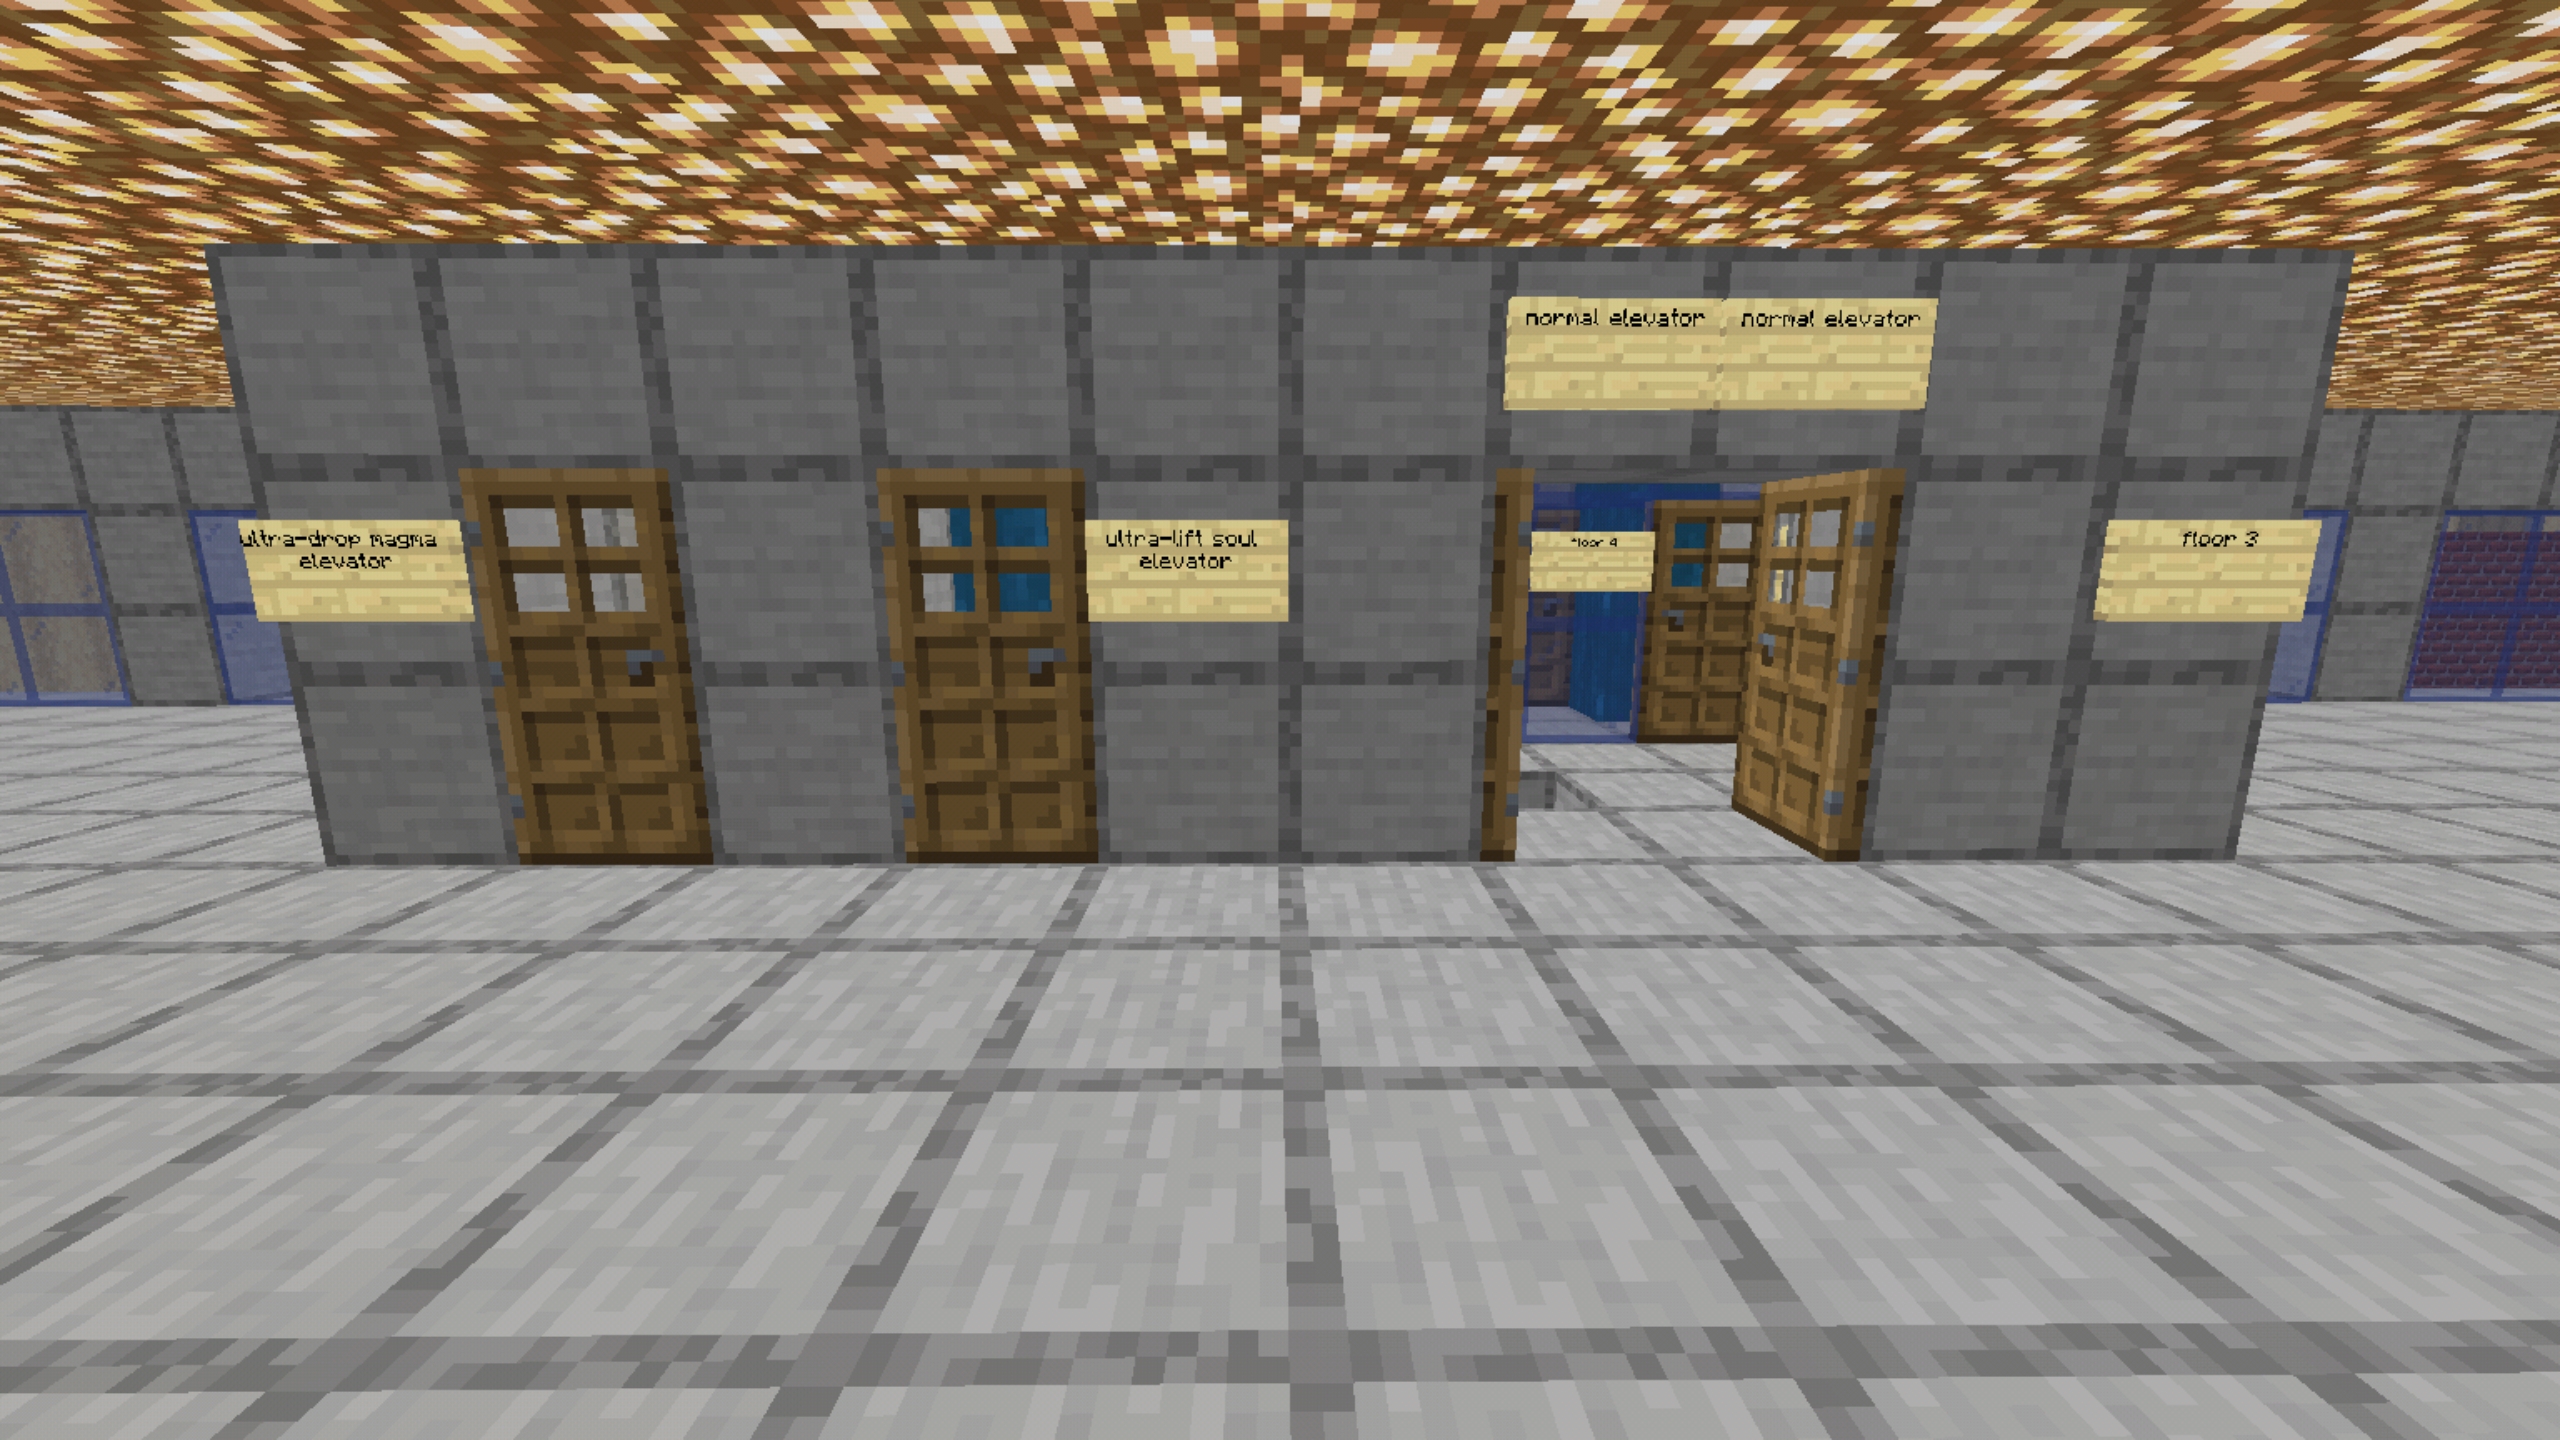 normal elevator
normal elevator
ultra-drop magma
elevator
ultra-lift soul
elevator
floor 4
floor 3